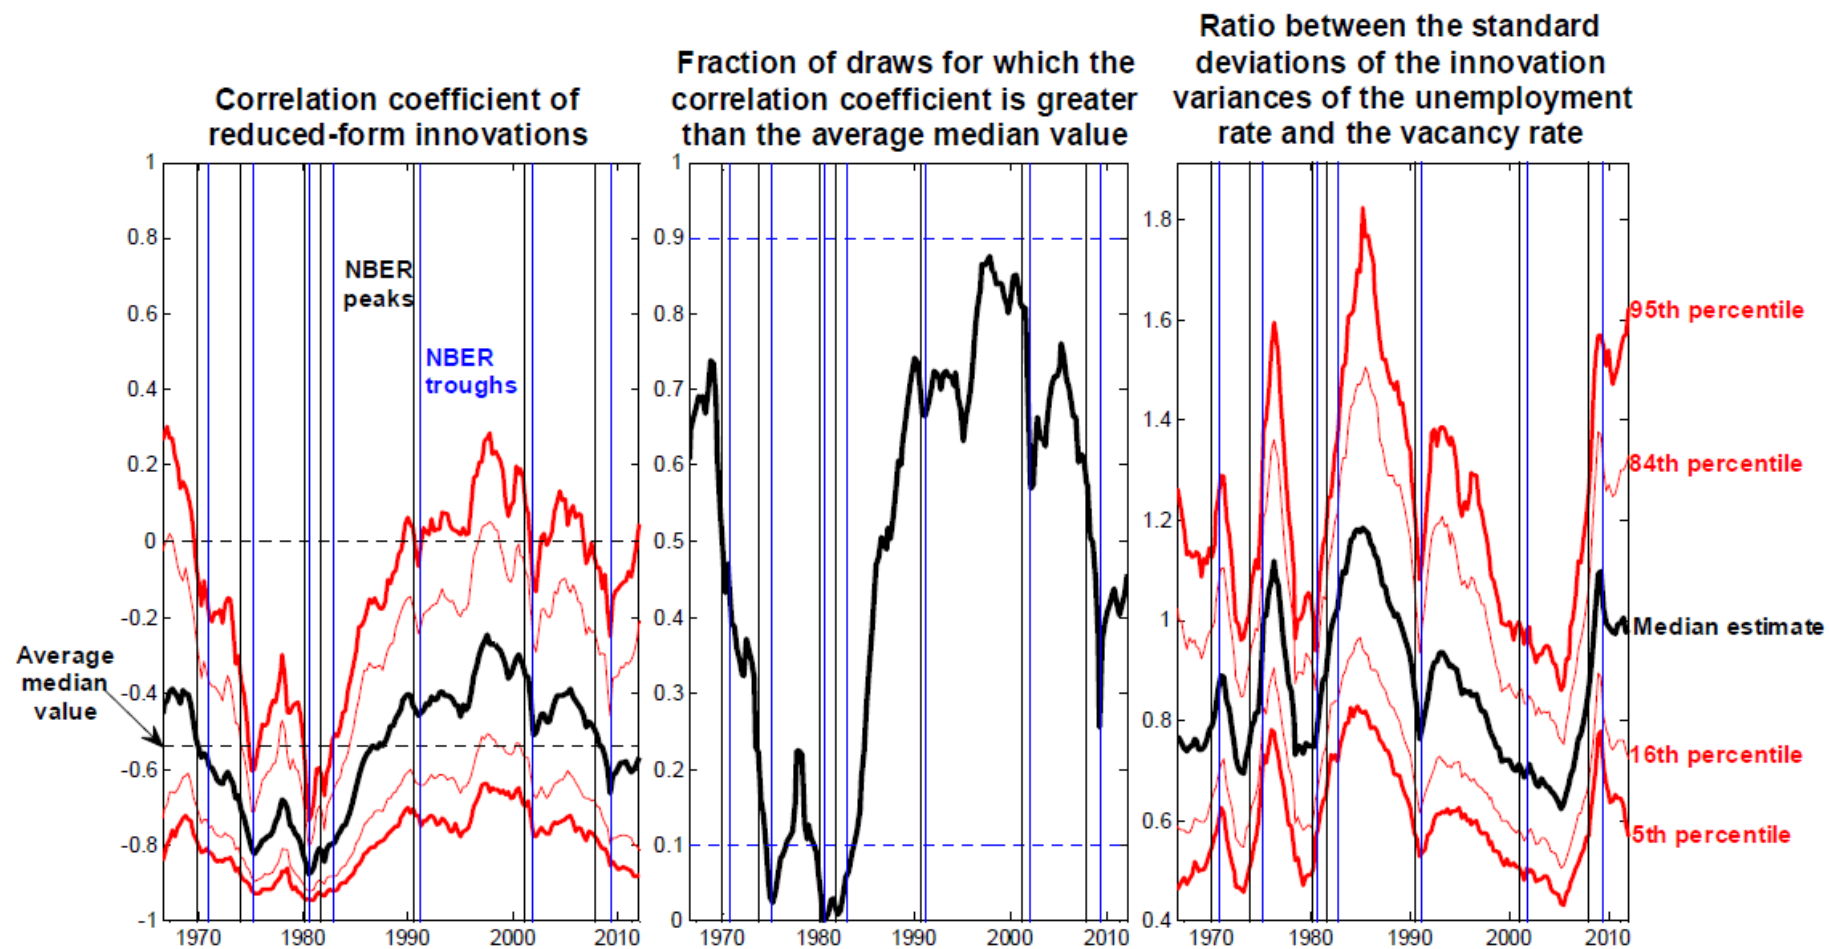 Correlation coefficient of
reduced-form innovations
Fraction of draws for which the
correlation coefficient is greater
than the average median value
Ratio between the standard
deviations of the innovation
variances of the unemployment
rate and the vacancy rate
1
0.8
0.6
0.4
0.2
0
-0.2
-0.4
-0.6
-0.8
-1
1970
1980
1990
2000
2010
NBER
peaks
NBER
troughs
Average
median
value
1
0.9
0.8
0.7
0.6
0.5
0.4
0.3
0.2
0.1
0
1970
1980
1990
2000
2010
1.8
1.6
1.4
1.2
1
0.8
0.6
0.4
1970
1980
1990
2000
2010
95th percentile
84th percentile
Median estimate
16th percentile
5th percentile